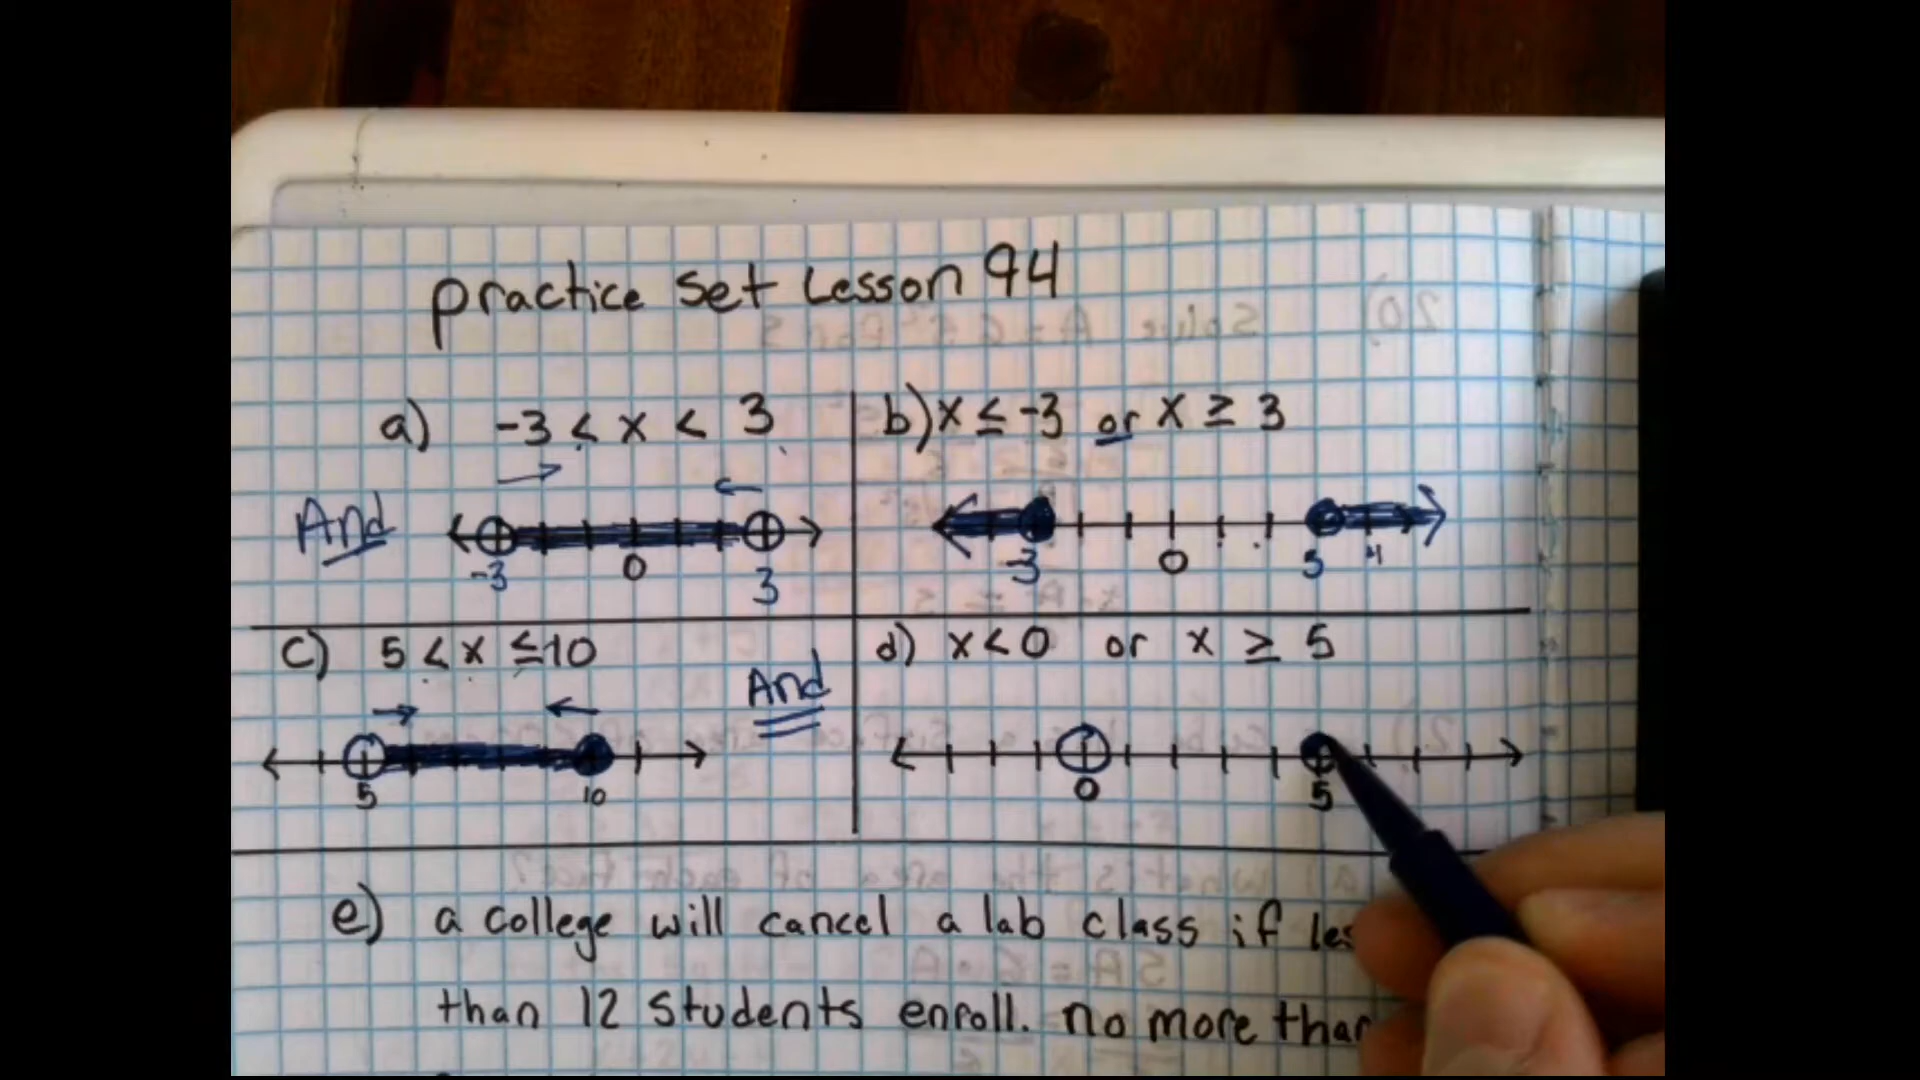 practice set Lesson 94
a) -3 < x < 3
And
-3 0 3
b) x ≤ -3 or x ≥ 3
-3 0 3 4
c) 5 < x ≤ 10
And
5 10
d) x < 0 or x ≥ 5
0 5
e) a college will cancel a lab class if
than 12 students enroll. no more